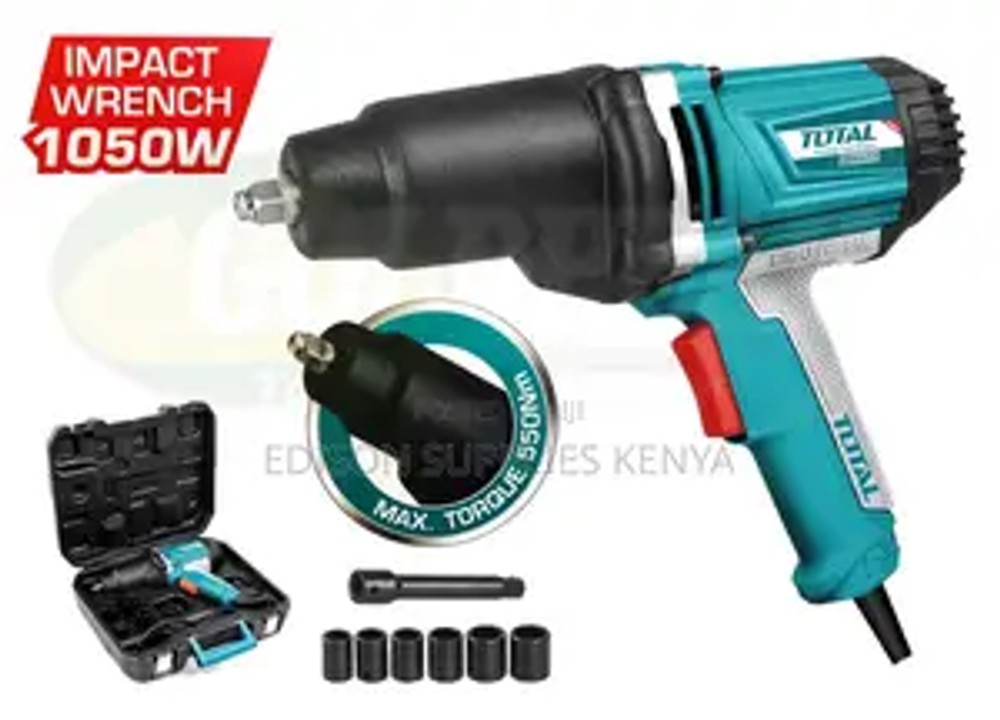 IMPACT
WRENCH
1050W
TOTAL
MAX. TORQUE 550Nm
EDISON SUPPLIES KENYA
TOTAL